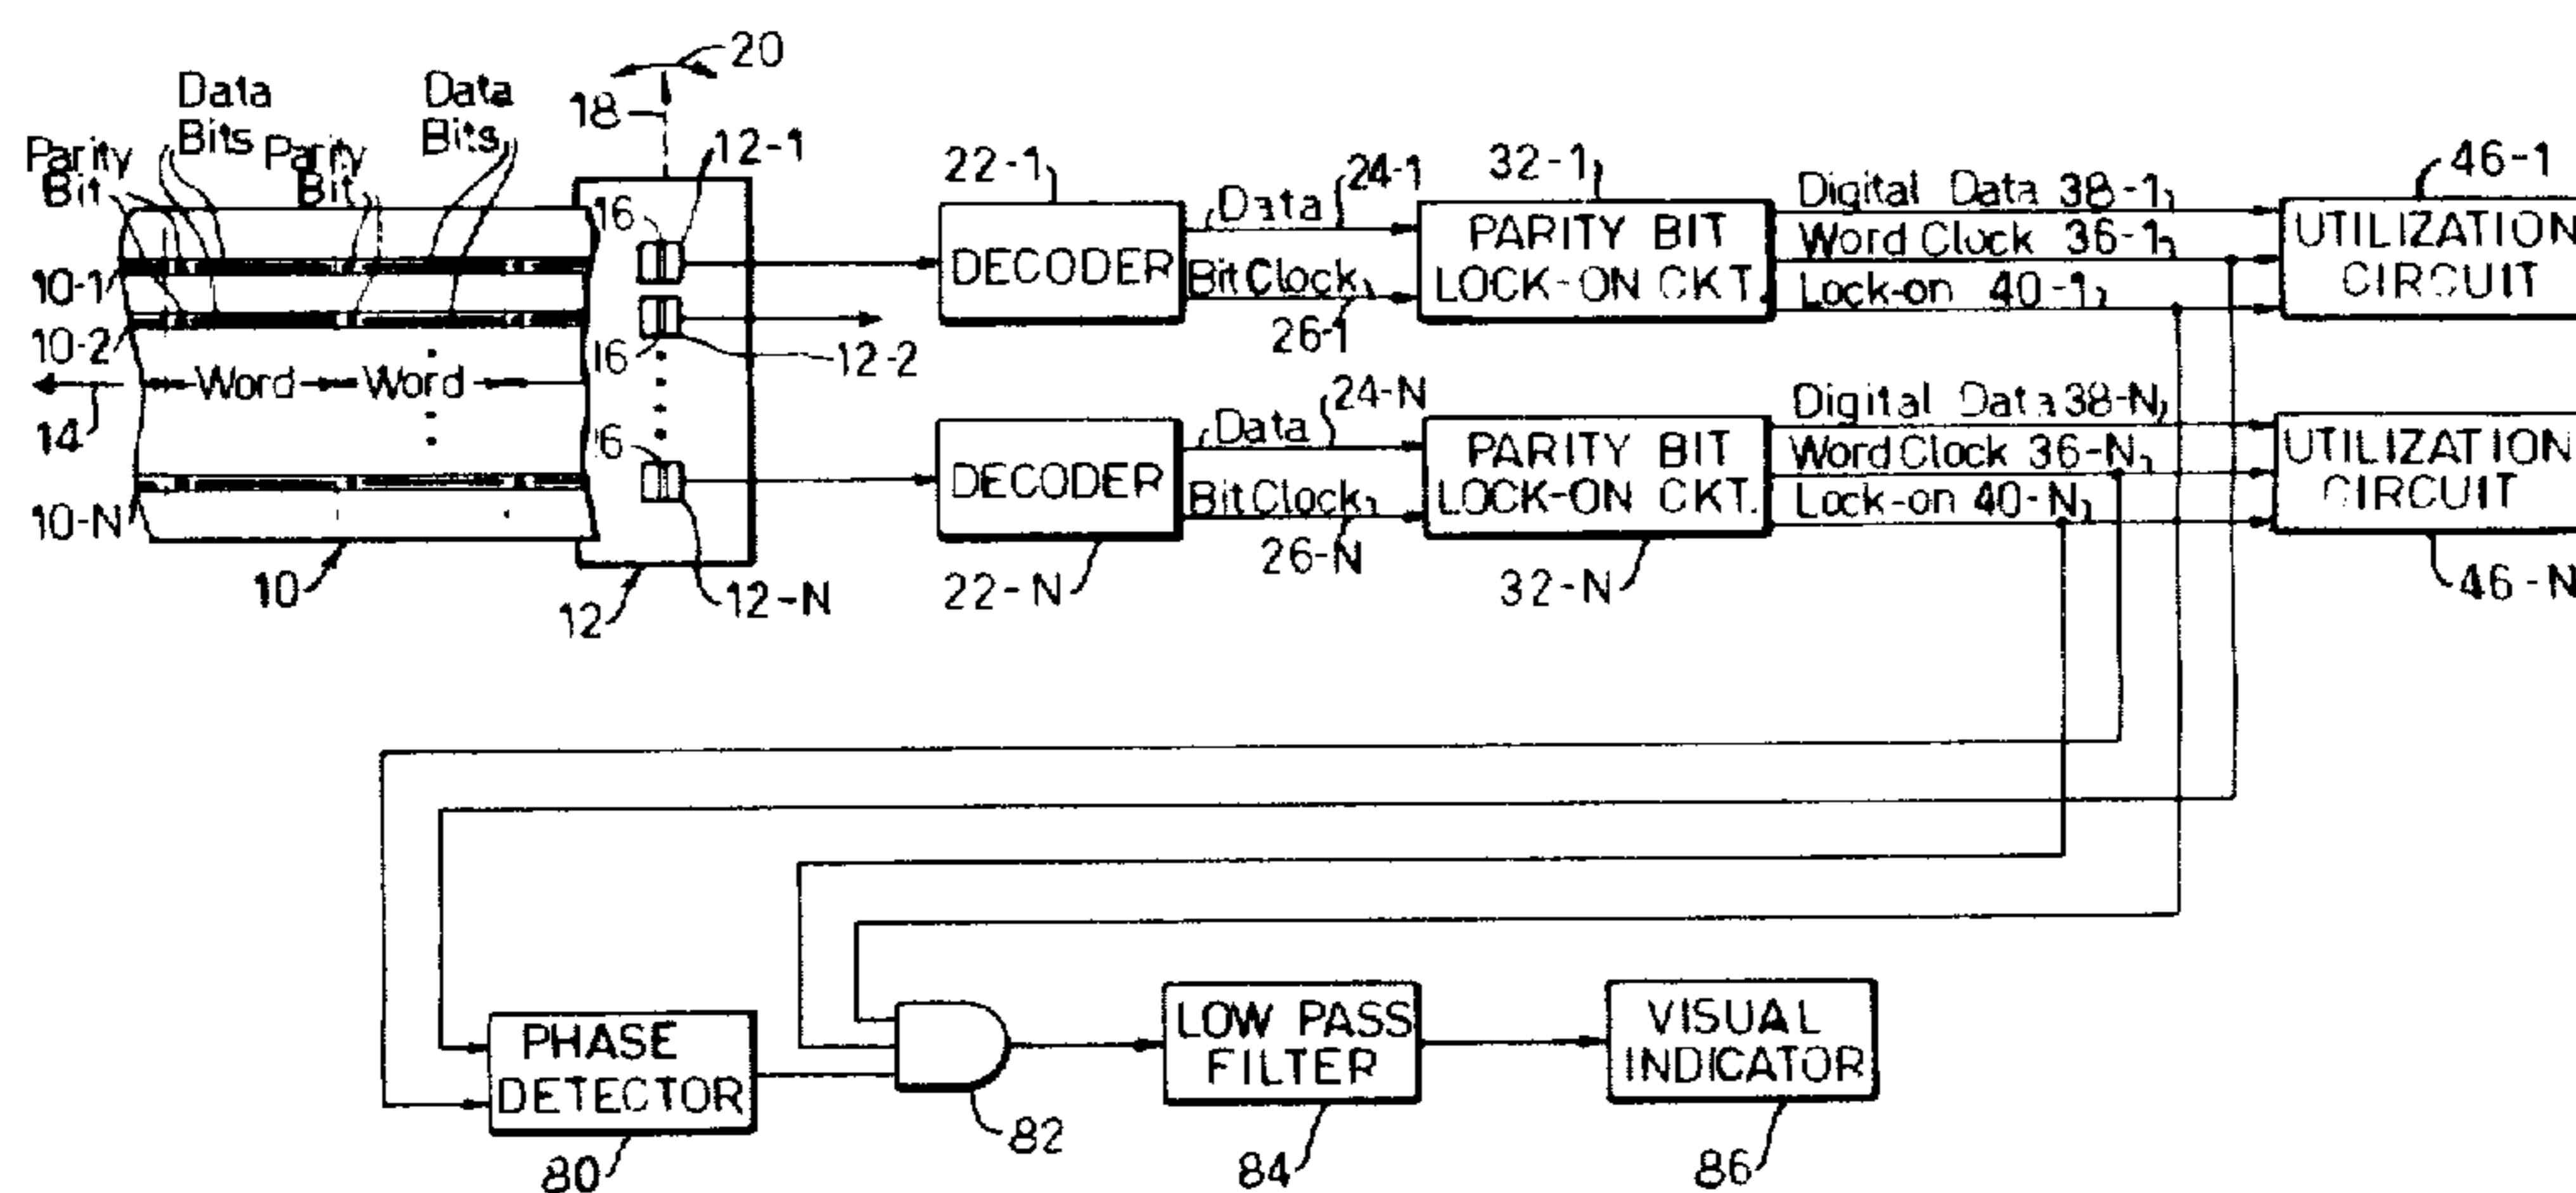 20
Data
Bits
Data
Bits
18
Parity
Bit
Parity
Bit
12-1
22-1
24-1
32-1
46-1
16
Data
Digital Data 38-1
DECODER
PARITY BIT
LOCK-ON CKT.
Word Clock 36-1
UTILIZATION
CIRCUIT
10-1
Bit Clock
Lock-on 40-1
26-1
10-2
16
12-2
Word
Word
14
24-N
Data
Digital Data 38-N
16
DECODER
PARITY BIT
LOCK-ON CKT.
Word Clock 36-N
UTILIZATION
CIRCUIT
Bit Clock
Lock-on 40-N
10-N
26-N
10
12
12-N
22-N
32-N
46-N
PHASE
DETECTOR
LOW PASS
FILTER
VISUAL
INDICATOR
80
82
84
86